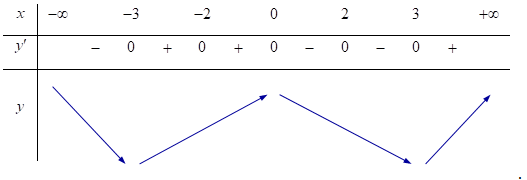 x −∞ −3 −2 0 2 3 +∞
y′ − 0 + 0 + 0 − 0 − 0 +
y
.